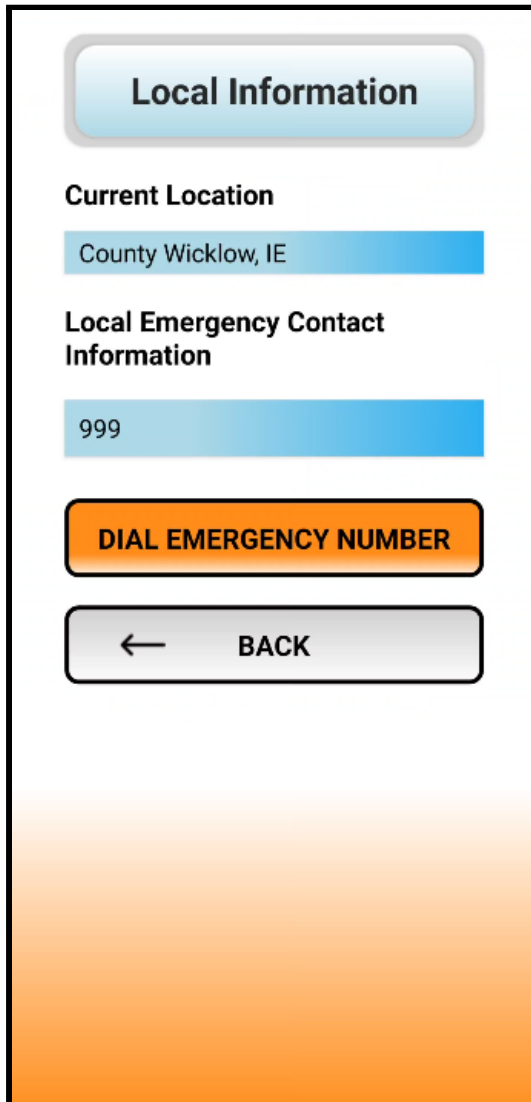 Local Information
Current Location
County Wicklow, IE
Local Emergency Contact
Information
999
DIAL EMERGENCY NUMBER
← BACK